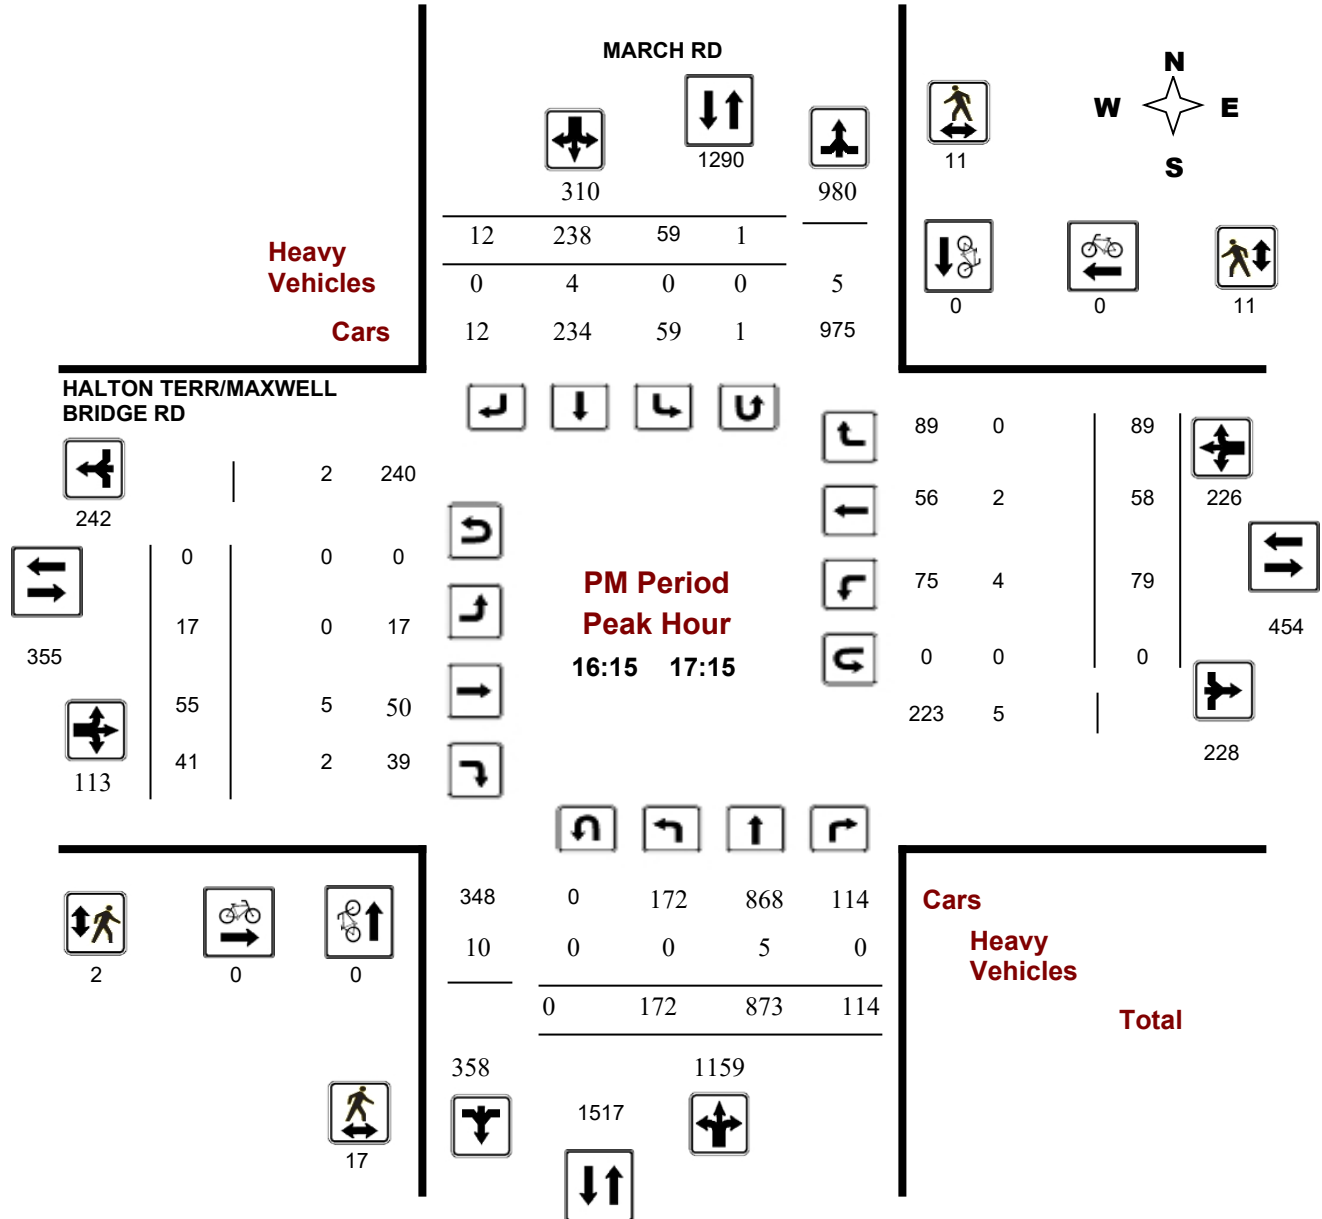 MARCH RD
N
W E
S
1290
11
310 980
12 238 59 1
Heavy
Vehicles
0 4 0 0 5
0 0 11
Cars
12 234 59 1 975
HALTON TERR/MAXWELL
BRIDGE RD
89 0 89
2 240
242
56 2 58 226
0 0 0
PM Period
75 4 79
Peak Hour
17 0 17
454
355
16:15 17:15
0 0 0
55 5 50
223 5
228
41 2 39
113
348 0 172 868 114
Cars
10 0 0 5 0
Heavy
Vehicles
2 0 0
0 172 873 114
Total
358 1159
1517
17